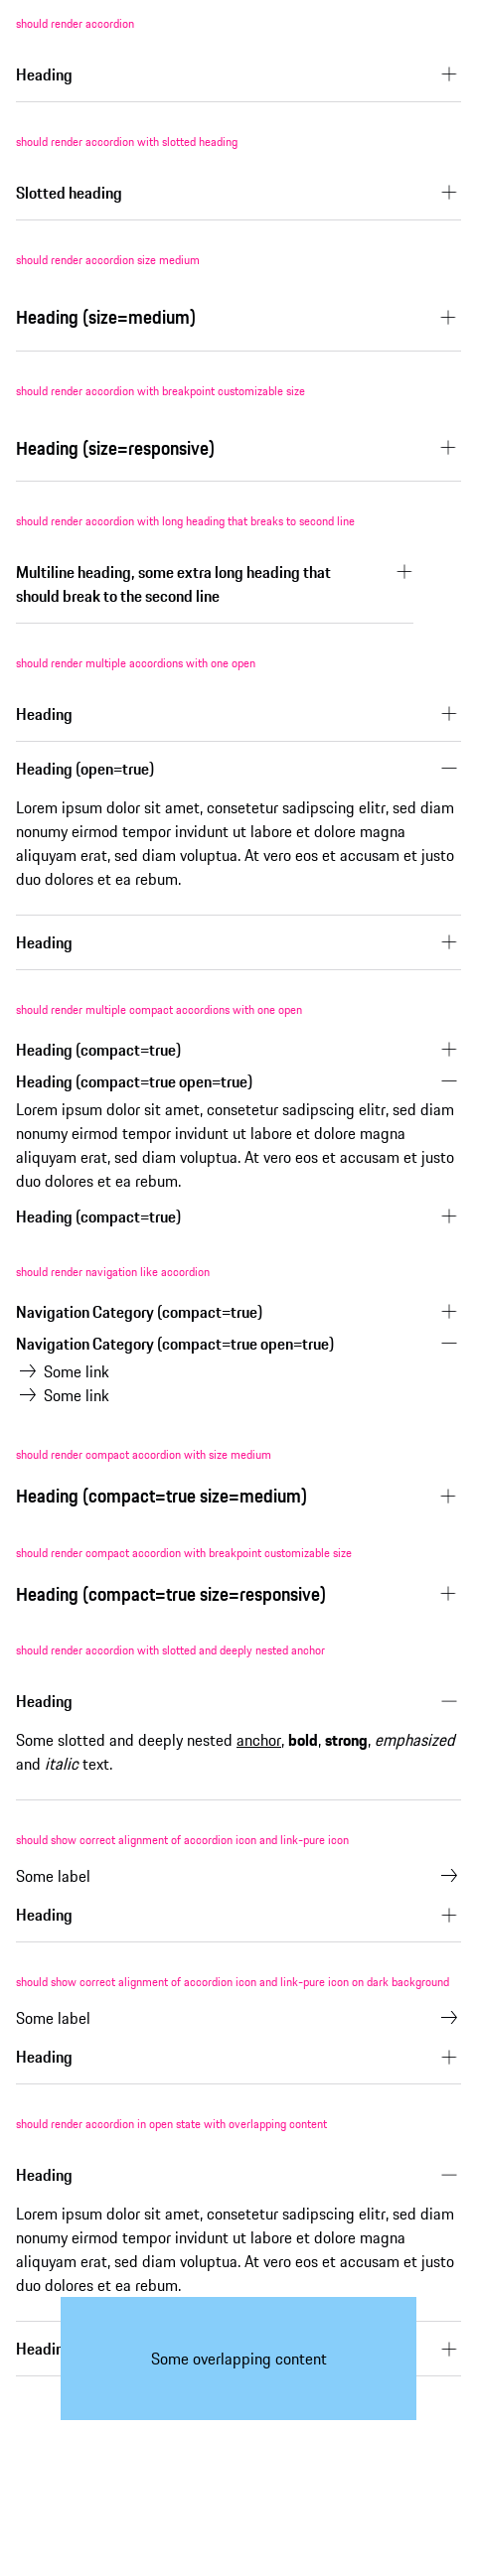 should render accordion
Heading
should render accordion with slotted heading
Slotted heading
should render accordion size medium
Heading (size=medium)
should render accordion with breakpoint customizable size
Heading (size=responsive)
should render accordion with long heading that breaks to second line
Multiline heading, some extra long heading that
should break to the second line
should render multiple accordions with one open
Heading
Heading (open=true)
Lorem ipsum dolor sit amet, consetetur sadipscing elitr, sed diam
nonumy eirmod tempor invidunt ut labore et dolore magna
aliquyam erat, sed diam voluptua. At vero eos et accusam et justo
duo dolores et ea rebum.
Heading
should render multiple compact accordions with one open
Heading (compact=true)
Heading (compact=true open=true)
Lorem ipsum dolor sit amet, consetetur sadipscing elitr, sed diam
nonumy eirmod tempor invidunt ut labore et dolore magna
aliquyam erat, sed diam voluptua. At vero eos et accusam et justo
duo dolores et ea rebum.
Heading (compact=true)
should render navigation like accordion
Navigation Category (compact=true)
Navigation Category (compact=true open=true)
Some link
Some link
should render compact accordion with size medium
Heading (compact=true size=medium)
should render compact accordion with breakpoint customizable size
Heading (compact=true size=responsive)
should render accordion with slotted and deeply nested anchor
Heading
Some slotted and deeply nested anchor, bold, strong, emphasized
and italic text.
should show correct alignment of accordion icon and link-pure icon
Some label
Heading
should show correct alignment of accordion icon and link-pure icon on dark background
Some label
Heading
should render accordion in open state with overlapping content
Heading
Lorem ipsum dolor sit amet, consetetur sadipscing elitr, sed diam
nonumy eirmod tempor invidunt ut labore et dolore magna
aliquyam erat, sed diam voluptua. At vero eos et accusam et justo
duo dolores et ea rebum.
Some overlapping content